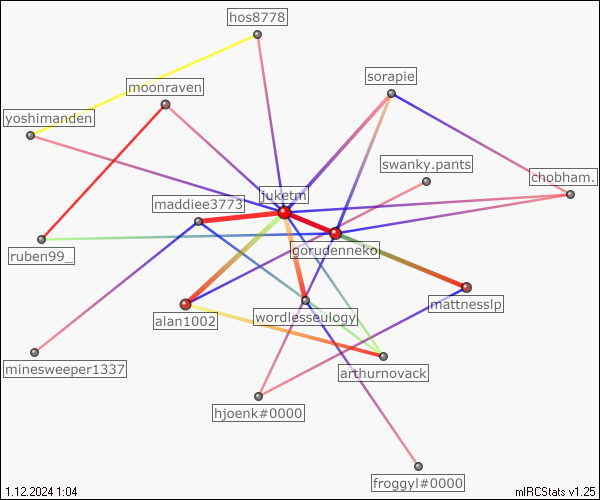 hos8778
sorapie
moonraven
yoshimanden
swanky.pants
chobham.
juketm
maddiee3773
gorudenneko
ruben99_
mattnesslp
wordlesseulogy
alan1002
minesweeper1337
arthurnovack
hjoenk#0000
froggyl#0000
1.12.2024 1:04
mIRCStats v1.25